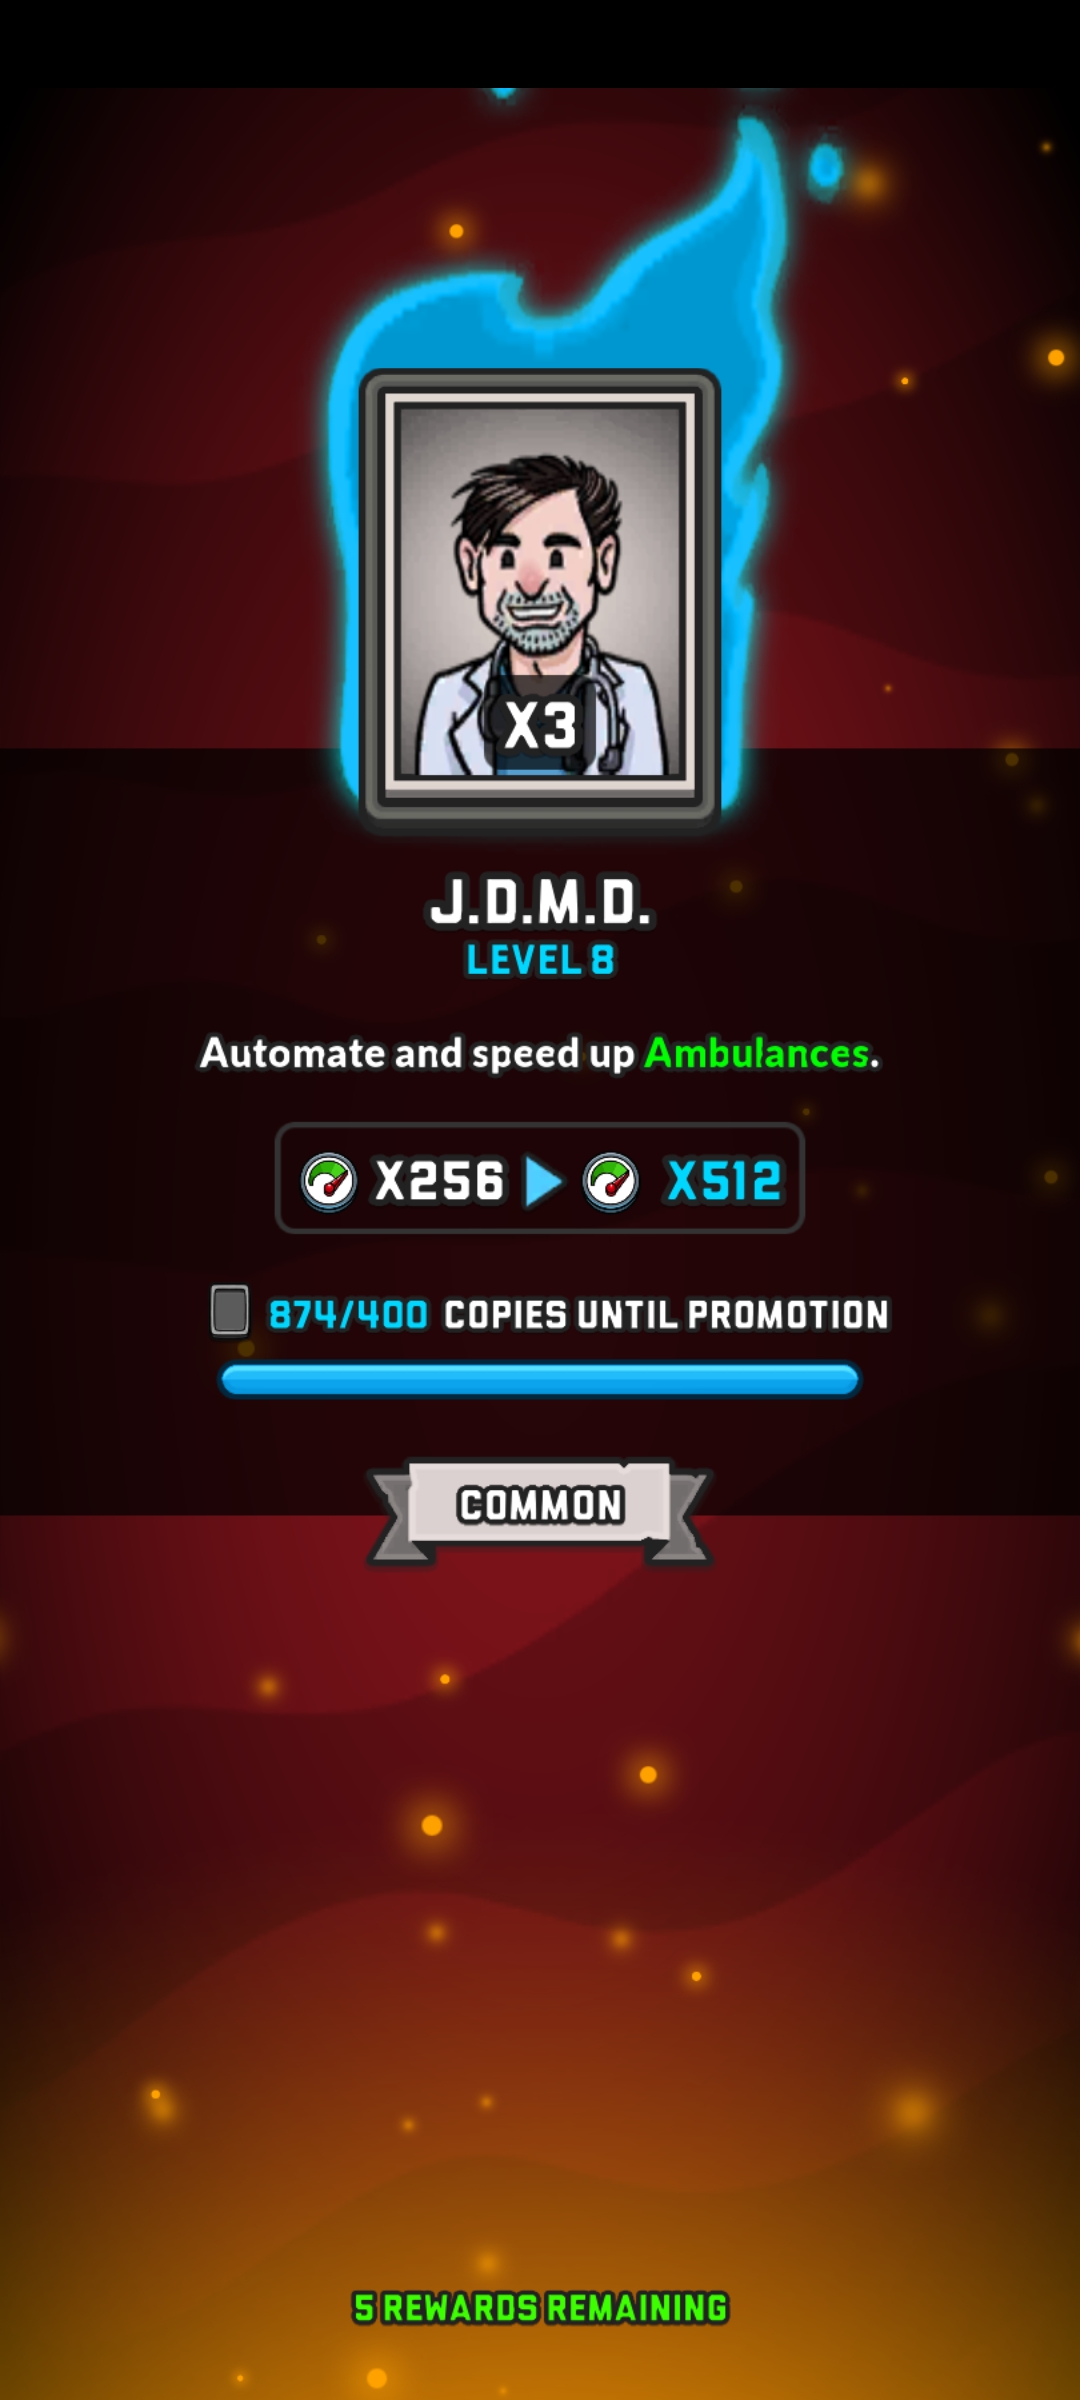 X3
J.D.M.D.
LEVEL 8
Automate and speed up Ambulances.
X256 X512
874/400 COPIES UNTIL PROMOTION
COMMON
5 REWARDS REMAINING